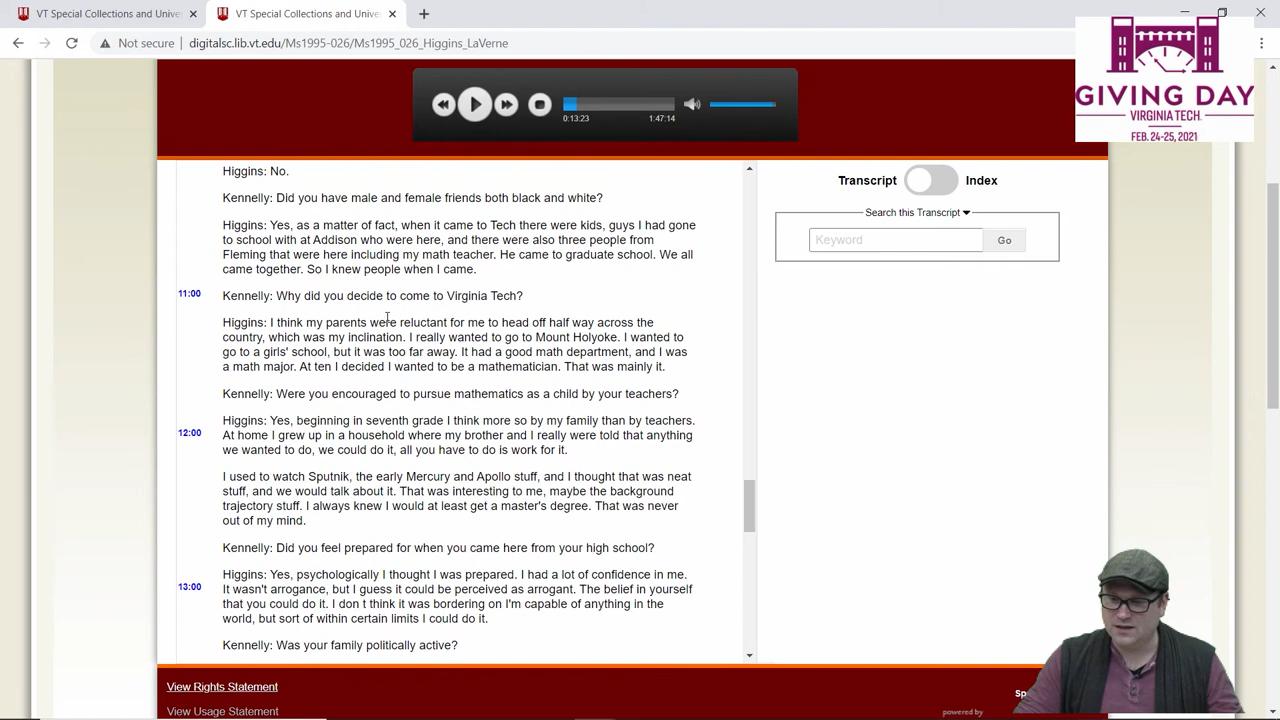 VT Special Collections and Univers
VT Special Collections and Univers
Not secure
digitalsc.lib.vt.edu/Ms1995-026/Ms1995_026_Higgins_LaVerne
GIVING DAY
VIRGINIA TECH.
FEB. 24-25, 2021
0:13:23
1:47:14
Higgins: No.
Kennelly: Did you have male and female friends both black and white?
Higgins: Yes, as a matter of fact, when it came to Tech there were kids, guys I had gone
to school with at Addison who were here, and there were also three people from
Fleming that were here including my math teacher. He came to graduate school. We all
came together. So I knew people when I came.
11:00
Kennelly: Why did you decide to come to Virginia Tech?
Higgins: I think my parents were reluctant for me to head off half way across the
country, which was my inclination. I really wanted to go to Mount Holyoke. I wanted to
go to a girls' school, but it was too far away. It had a good math department, and I was
a math major. At ten I decided I wanted to be a mathematician. That was mainly it.
Kennelly: Were you encouraged to pursue mathematics as a child by your teachers?
Higgins: Yes, beginning in seventh grade I think more so by my family than by teachers.
12:00
At home I grew up in a household where my brother and I really were told that anything
we wanted to do, we could do it, all you have to do is work for it.
I used to watch Sputnik, the early Mercury and Apollo stuff, and I thought that was neat
stuff, and we would talk about it. That was interesting to me, maybe the background
trajectory stuff. I always knew I would at least get a master's degree. That was never
out of my mind.
Kennelly: Did you feel prepared for when you came here from your high school?
Higgins: Yes, psychologically I thought I was prepared. I had a lot of confidence in me.
13:00
It wasn't arrogance, but I guess it could be perceived as arrogant. The belief in yourself
that you could do it. I don t think it was bordering on I'm capable of anything in the
world, but sort of within certain limits I could do it.
Kennelly: Was your family politically active?
Transcript
Index
Search this Transcript
Keyword
Go
View Rights Statement
View Usage Statement
Sp
powered by